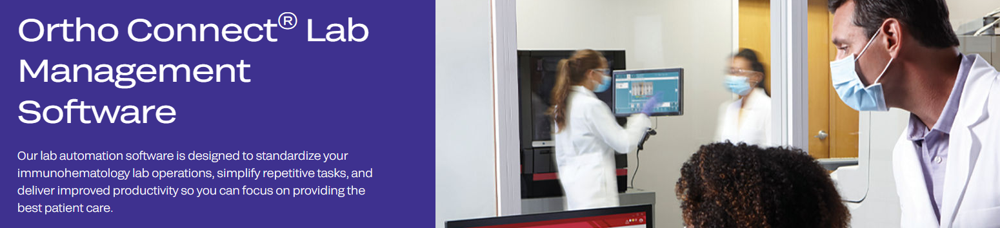 Ortho Connect® Lab
Management
Software
Our lab automation software is designed to standardize your
immunohematology lab operations, simplify repetitive tasks, and
deliver improved productivity so you can focus on providing the
best patient care.